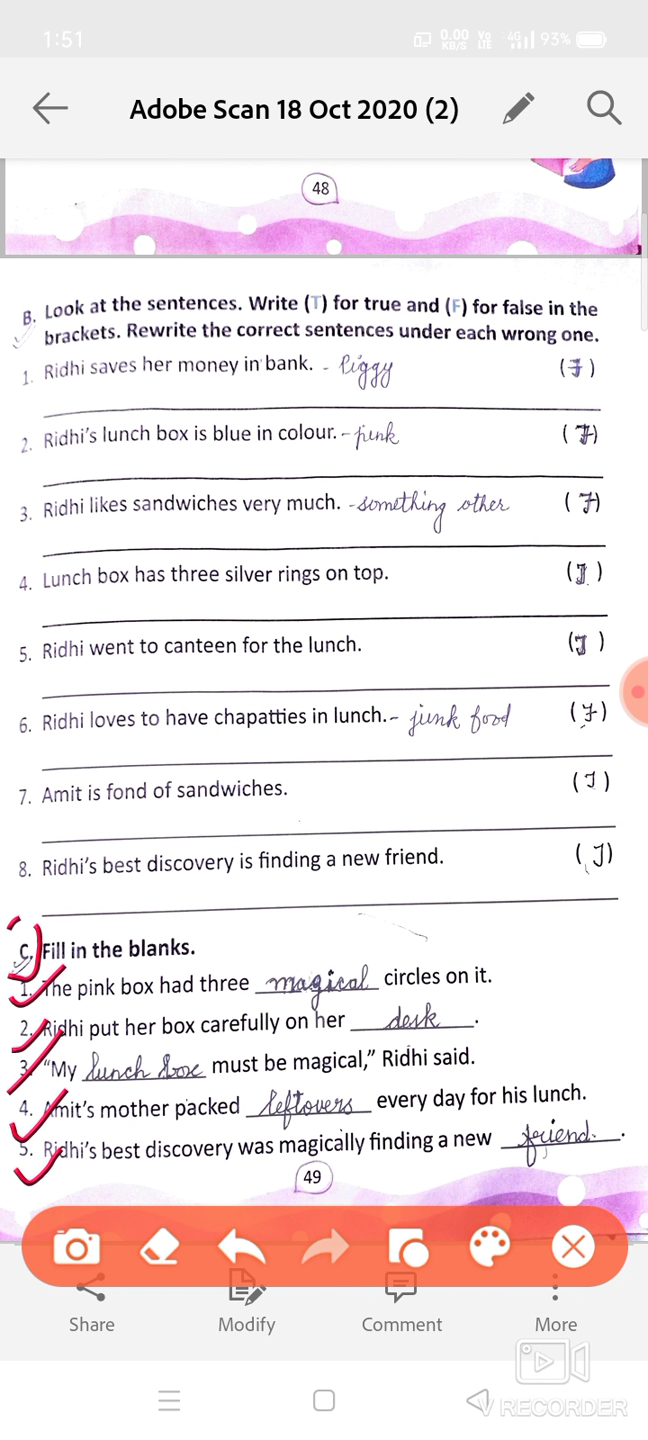 1:51 0.00 KB/S Vo LTE 4G 93%
Adobe Scan 18 Oct 2020 (2)
48
B. Look at the sentences. Write (T) for true and (F) for false in the
brackets. Rewrite the correct sentences under each wrong one.
1. Ridhi saves her money in bank. - Piggy (F)
2. Ridhi's lunch box is blue in colour. - pink (F)
3. Ridhi likes sandwiches very much. - something other (F)
4. Lunch box has three silver rings on top. (T)
5. Ridhi went to canteen for the lunch. (T)
6. Ridhi loves to have chapatties in lunch. - junk food (F)
7. Amit is fond of sandwiches. (T)
8. Ridhi's best discovery is finding a new friend. (T)
C. Fill in the blanks.
1. The pink box had three magical circles on it.
2. Ridhi put her box carefully on her desk.
3. "My lunch box must be magical," Ridhi said.
4. Amit's mother packed leftovers every day for his lunch.
5. Ridhi's best discovery was magically finding a new friend.
49
Share Modify Comment More
V RECORDER